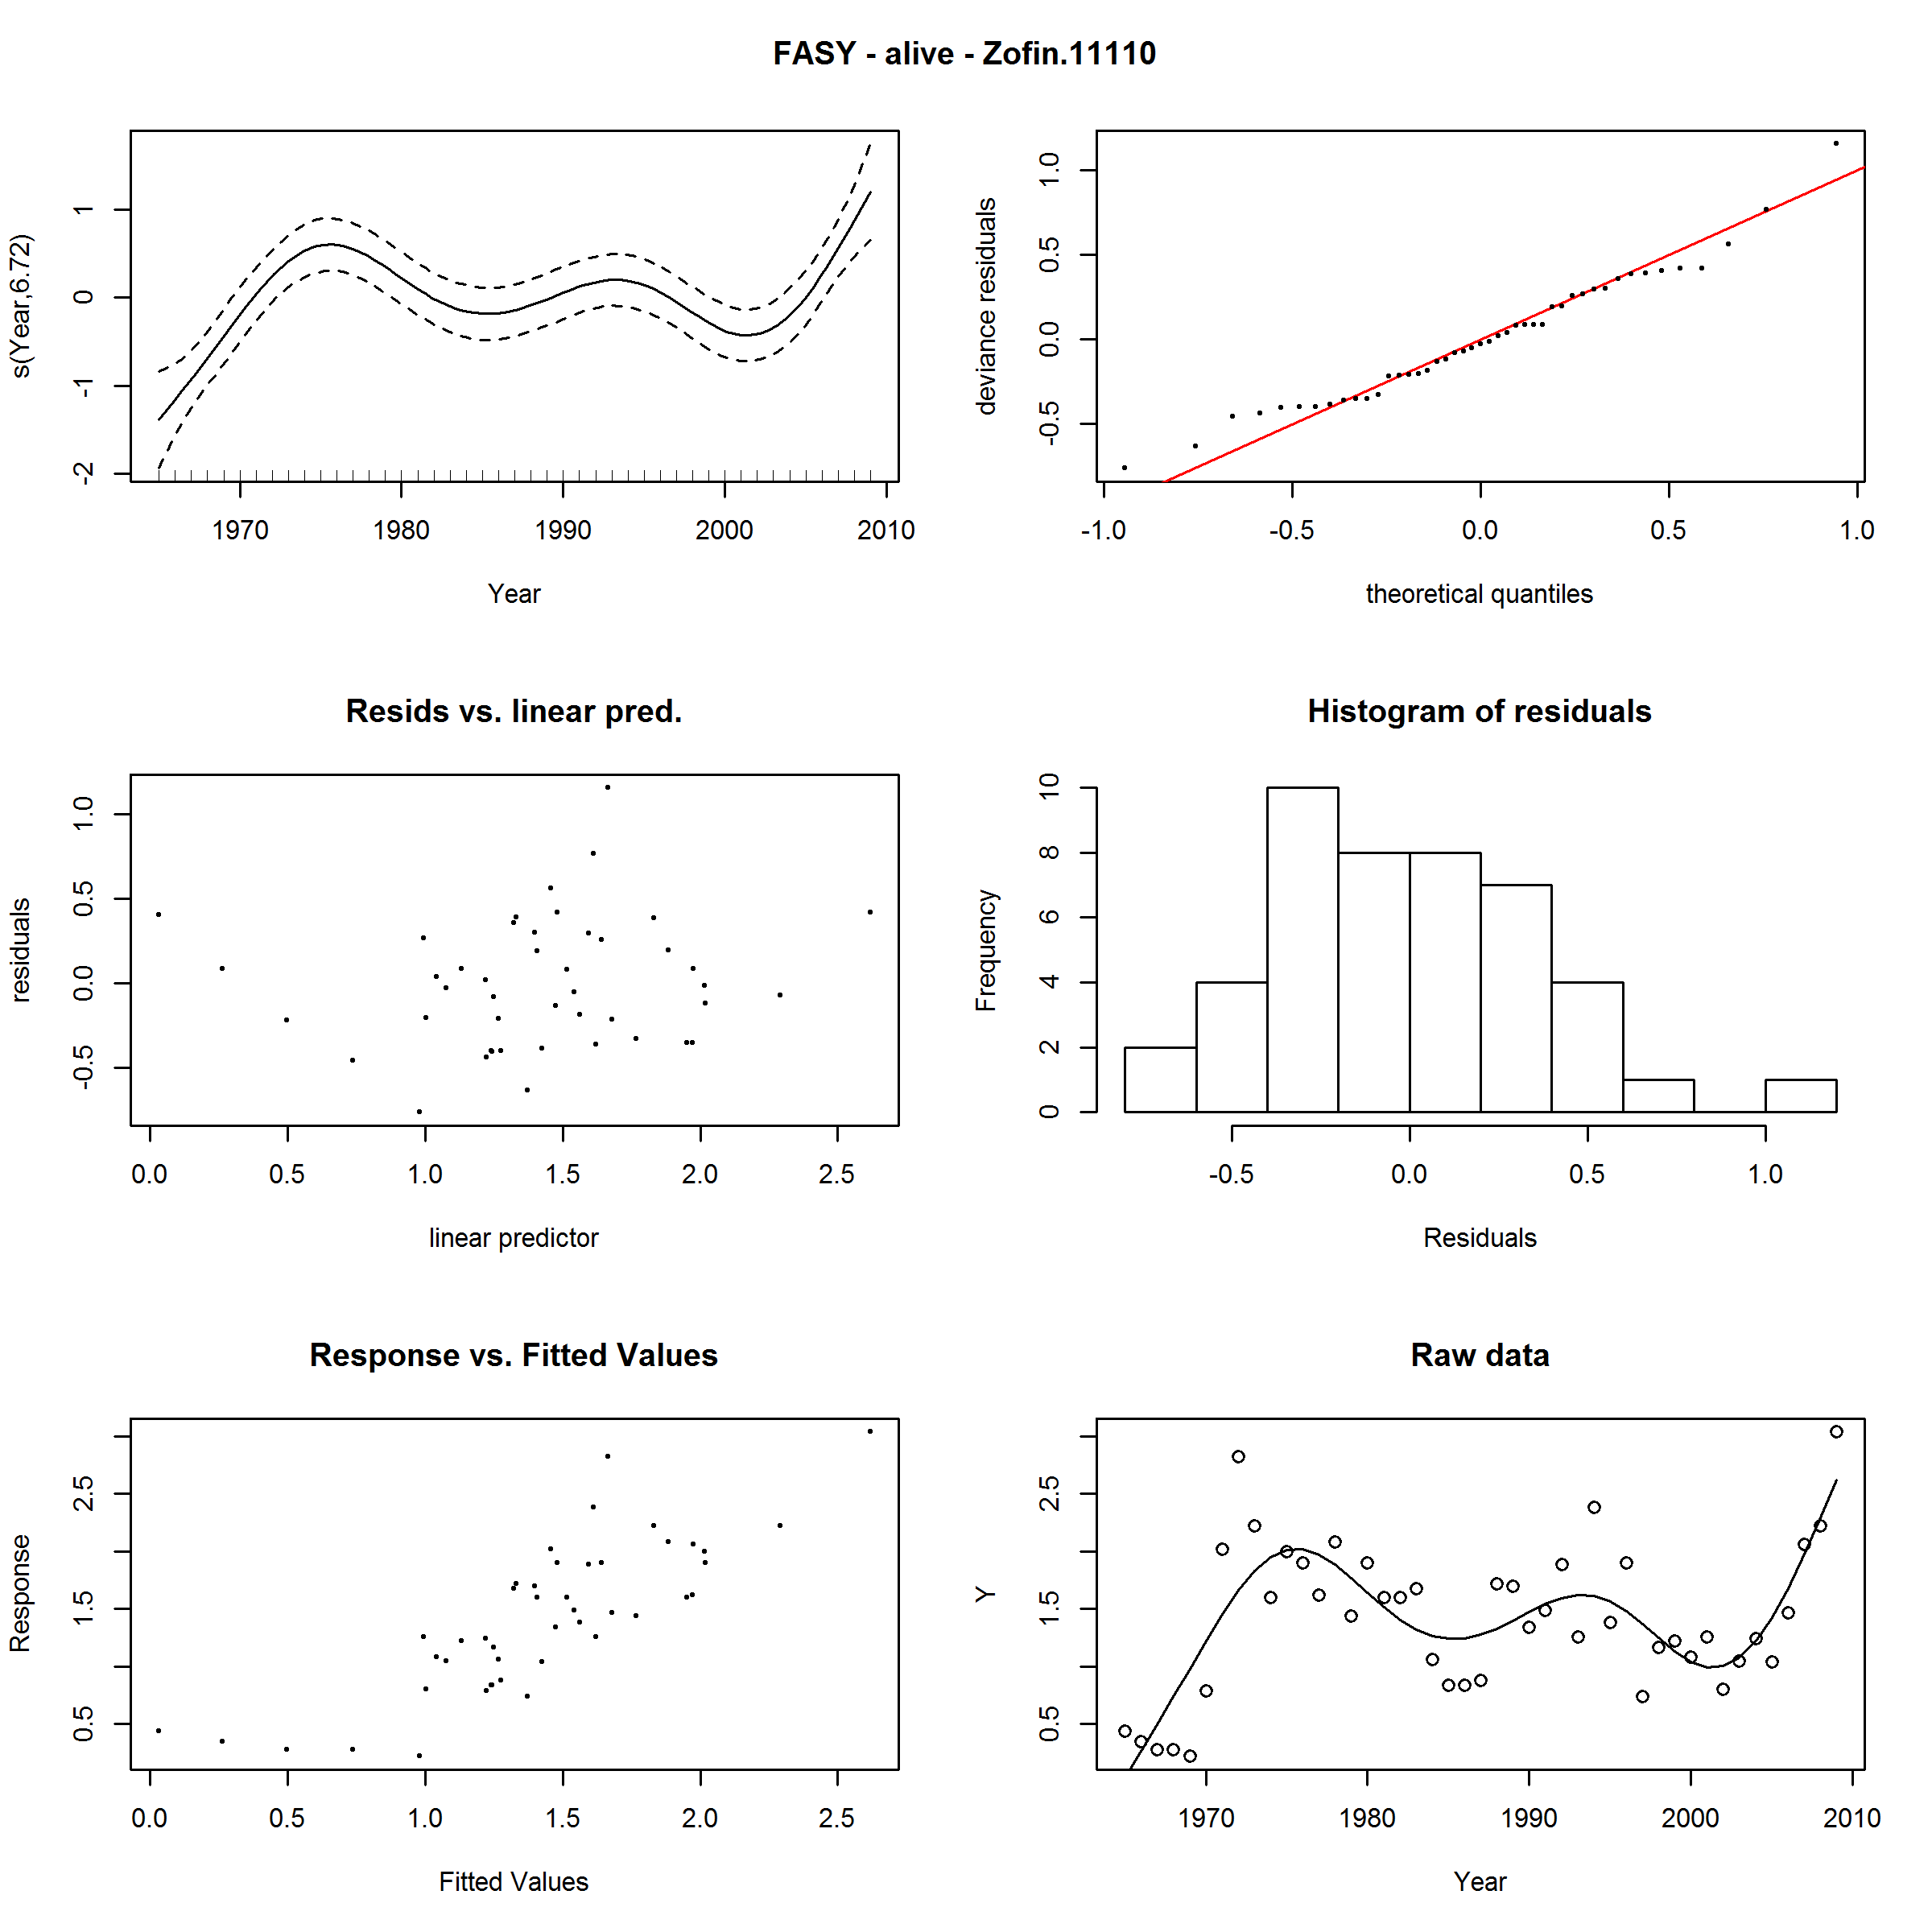 FASY - alive - Zofin.11110
s(Year,6.72)
1
0
-1
-2
1970 1980 1990 2000 2010
Year
deviance residuals
1.0
0.5
0.0
-0.5
-1.0 -0.5 0.0 0.5 1.0
theoretical quantiles
Resids vs. linear pred.
residuals
1.0
0.5
0.0
-0.5
0.0 0.5 1.0 1.5 2.0 2.5
linear predictor
Histogram of residuals
Frequency
10
8
6
4
2
0
-0.5 0.0 0.5 1.0
Residuals
Response vs. Fitted Values
Response
2.5
1.5
0.5
0.0 0.5 1.0 1.5 2.0 2.5
Fitted Values
Raw data
Y
2.5
1.5
0.5
1970 1980 1990 2000 2010
Year